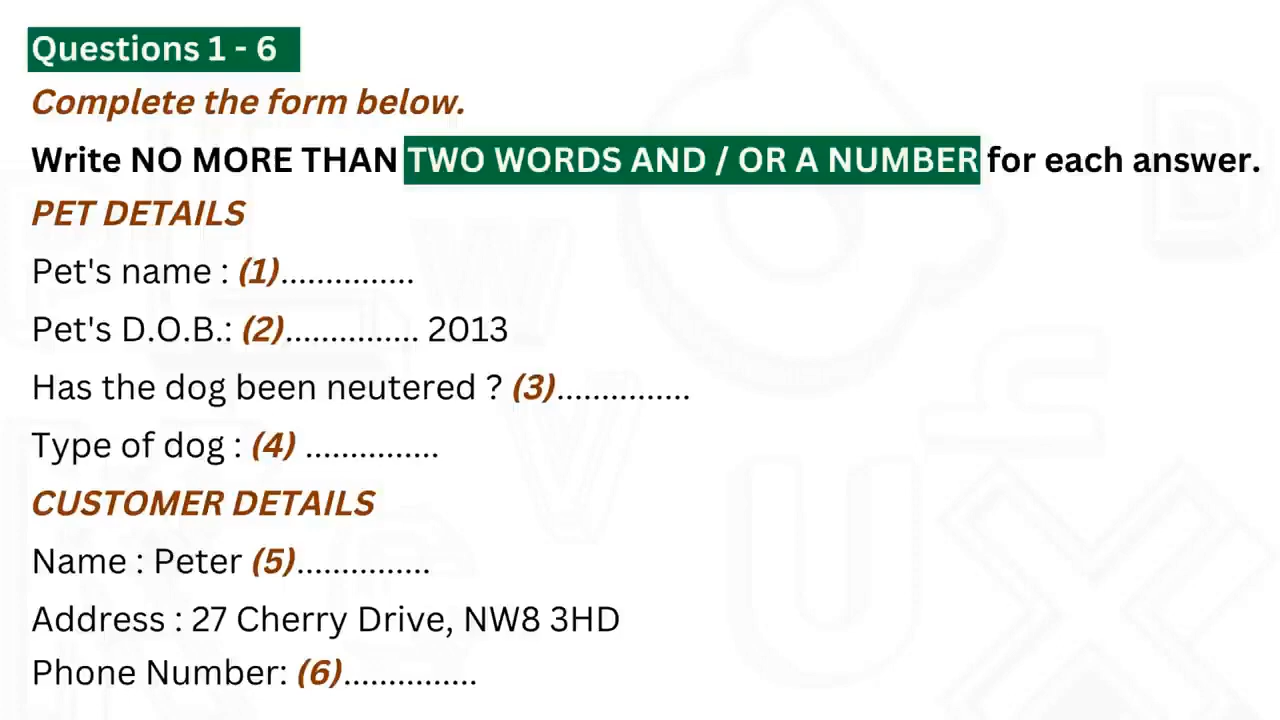 Questions 1 - 6
Complete the form below.
Write NO MORE THAN TWO WORDS AND / OR A NUMBER for each answer.
PET DETAILS
Pet's name : (1)..............
Pet's D.O.B.: (2).............. 2013
Has the dog been neutered ? (3)..............
Type of dog : (4) ..............
CUSTOMER DETAILS
Name : Peter (5)..............
Address : 27 Cherry Drive, NW8 3HD
Phone Number: (6)..............